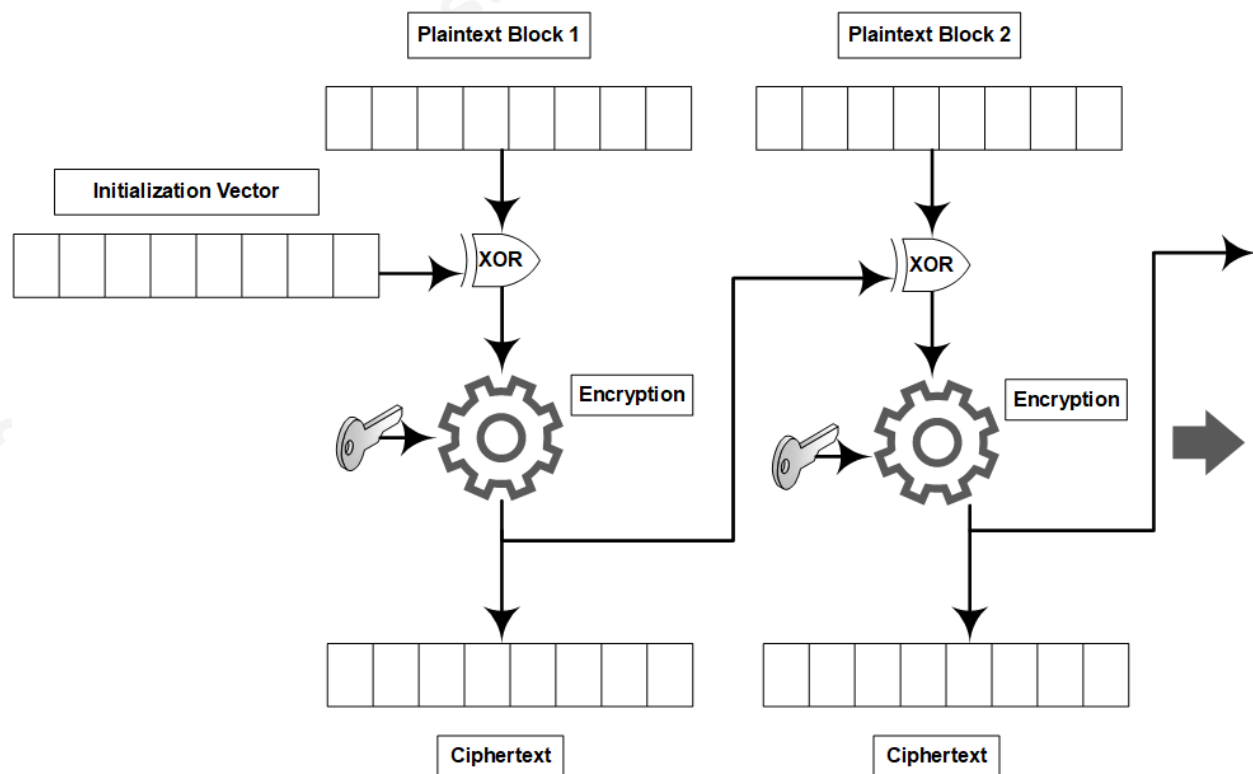 Plaintext Block 1
Plaintext Block 2
Initialization Vector
XOR
XOR
Encryption
Encryption
Ciphertext
Ciphertext